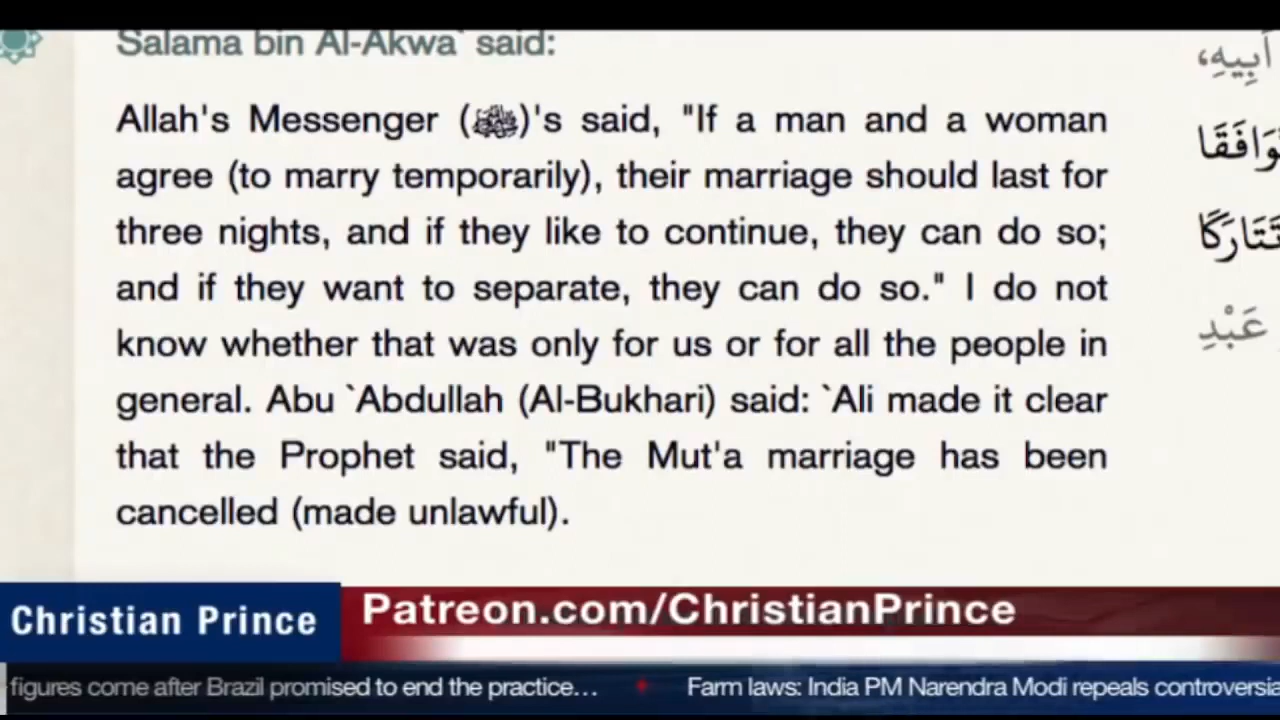 Salama bin Al-Akwa` said:
Allah's Messenger (ﷺ)'s said, "If a man and a woman
agree (to marry temporarily), their marriage should last for
three nights, and if they like to continue, they can do so;
and if they want to separate, they can do so." I do not
know whether that was only for us or for all the people in
general. Abu `Abdullah (Al-Bukhari) said: `Ali made it clear
that the Prophet said, "The Mut'a marriage has been
cancelled (made unlawful).
أَبِيهِ،
عَبْدِ
Christian Prince
Patreon.com/ChristianPrince
figures come after Brazil promised to end the practice...
Farm laws: India PM Narendra Modi repeals